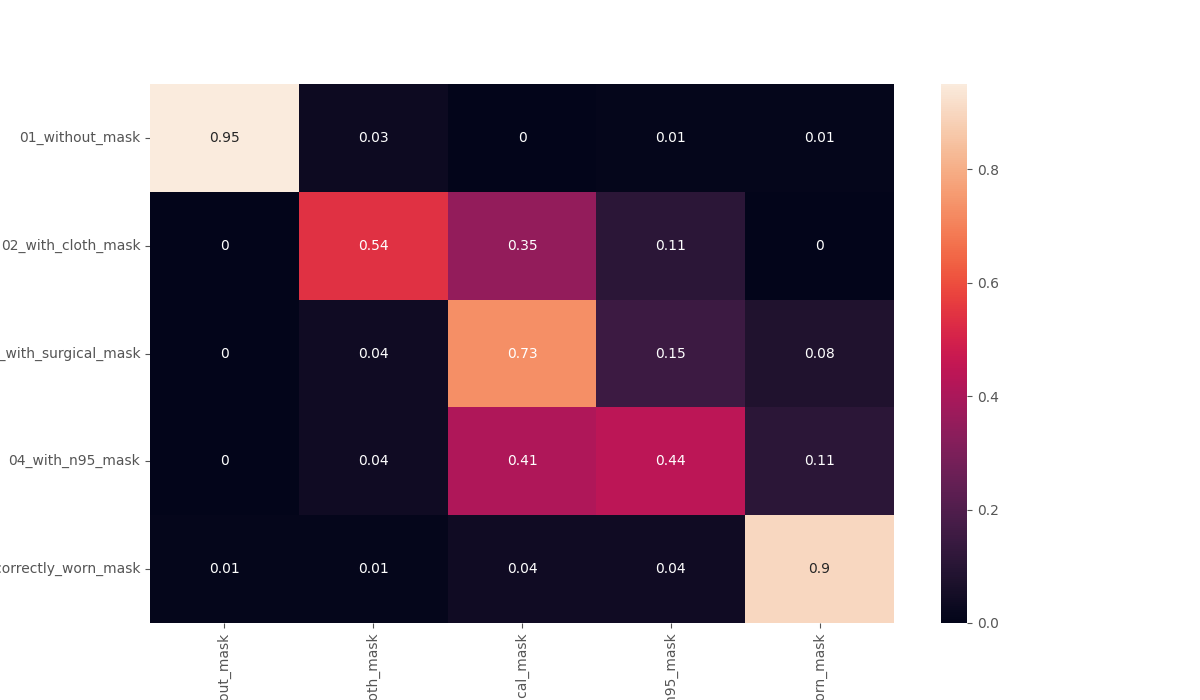 01_without_mask 0.95 0.03 0 0.01 0.01
02_with_cloth_mask 0 0.54 0.35 0.11 0
_with_surgical_mask 0 0.04 0.73 0.15 0.08
04_with_n95_mask 0 0.04 0.41 0.44 0.11
correctly_worn_mask 0.01 0.01 0.04 0.04 0.9
out_mask
oth_mask
cal_mask
n95_mask
orn_mask
0.8
0.6
0.4
0.2
0.0